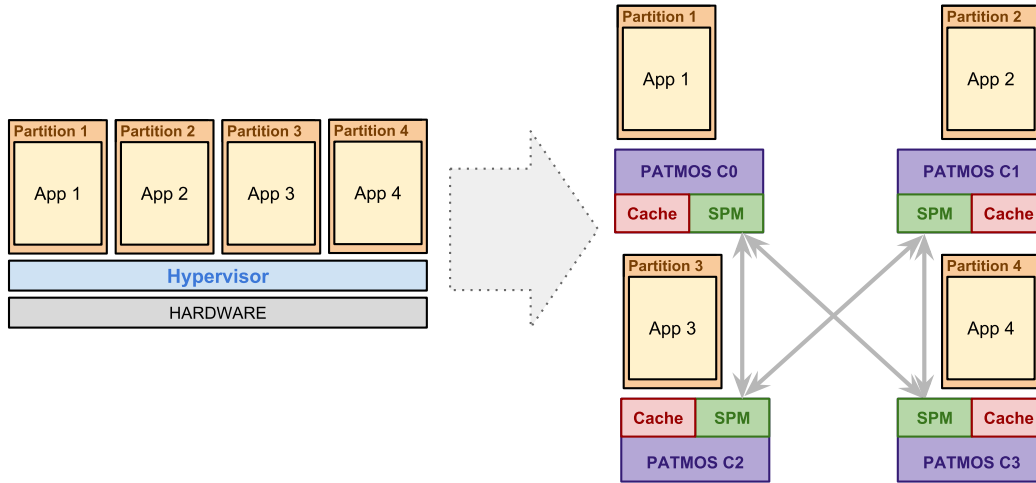 Partition 1
App 1
Partition 2
App 2
Partition 3
App 3
Partition 4
App 4
Hypervisor
HARDWARE
Partition 1
App 1
PATMOS C0
Cache
SPM
Partition 2
App 2
PATMOS C1
SPM
Cache
Partition 3
App 3
Cache
SPM
PATMOS C2
Partition 4
App 4
SPM
Cache
PATMOS C3